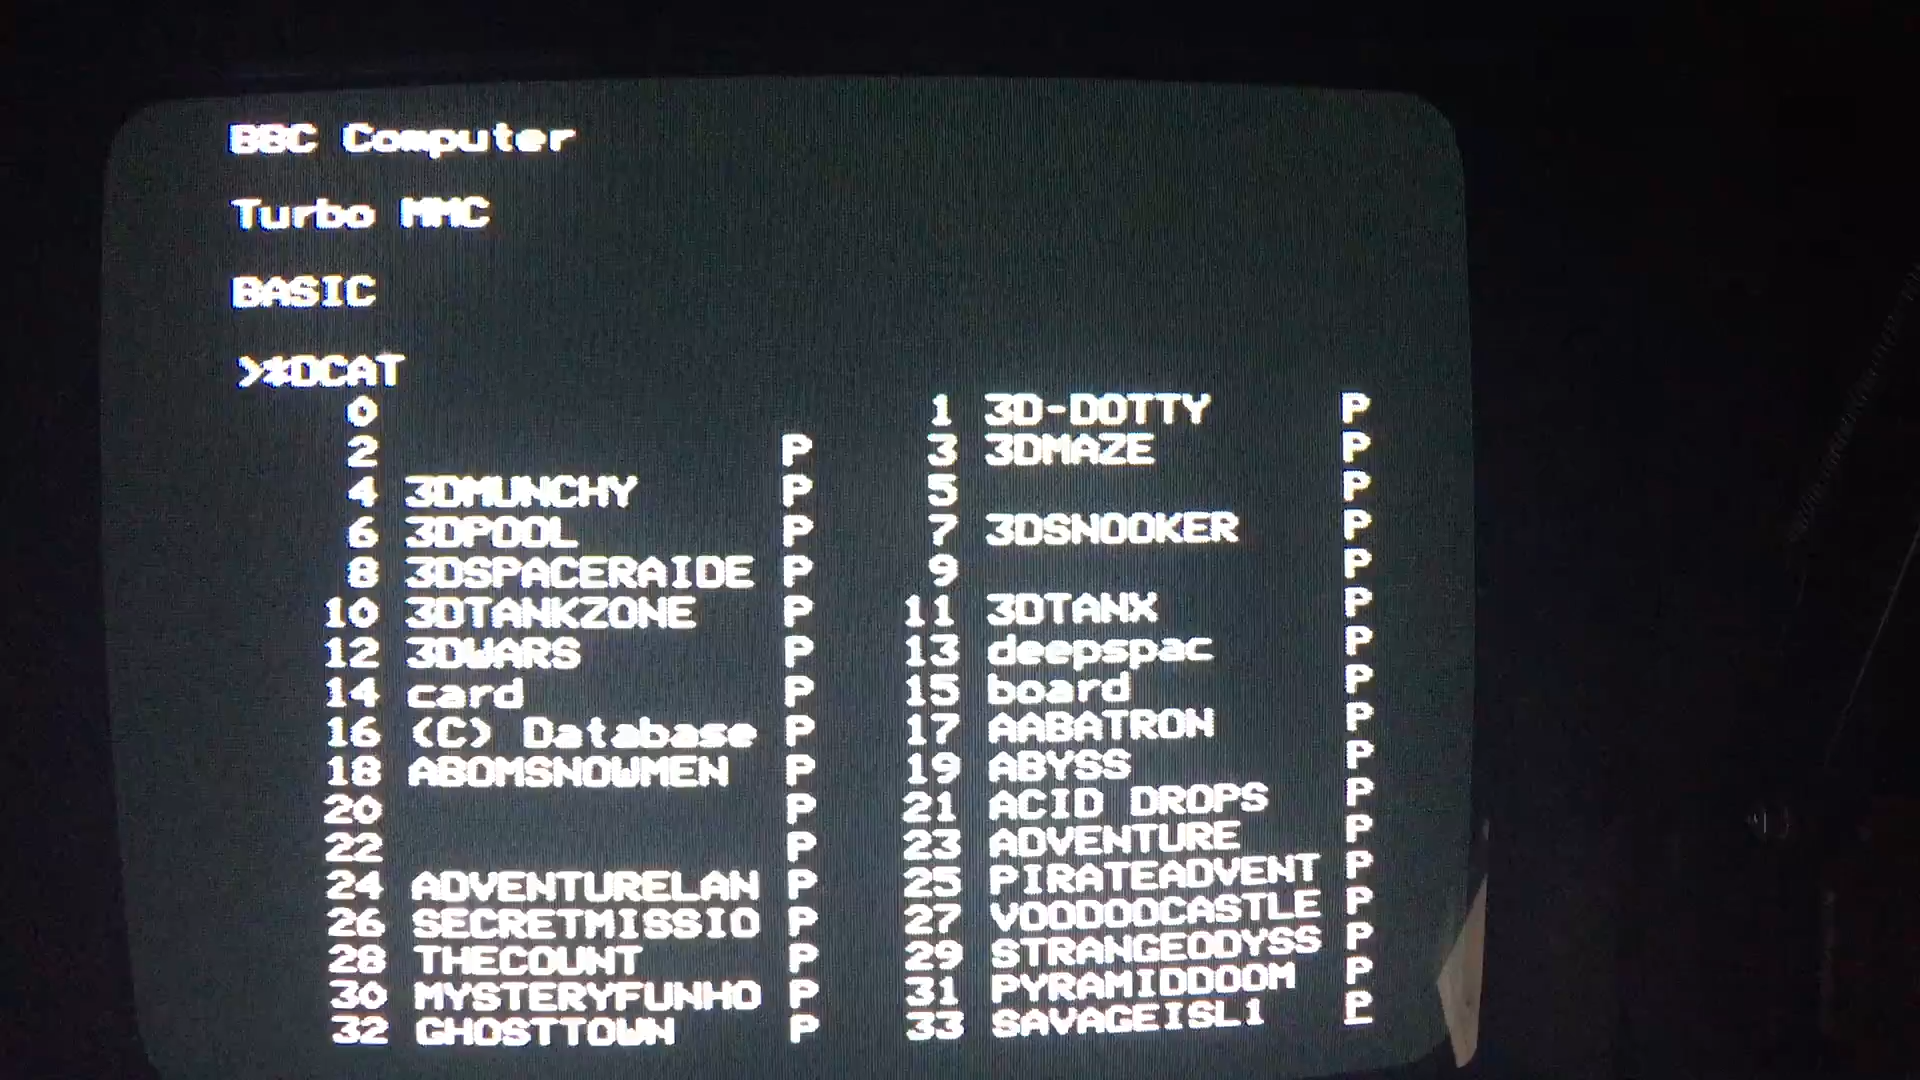 BBC Computer
Turbo MMC
BASIC
>*DCAT
0 1 3D-DOTTY P
2 P 3 3DMAZE P
4 3DMUNCHY P 5 P
6 3DPOOL P 7 3DSNOOKER P
8 3DSPACERAIDE P 9 P
10 3DTANKZONE P 11 3DTANX P
12 3DWARS P 13 deepspac P
14 card P 15 board P
16 (C) Database P 17 AABATRON P
18 ABOMSNOWMEN P 19 ABYSS P
20 P 21 ACID DROPS P
22 P 23 ADVENTURE P
24 ADVENTURELAN P 25 PIRATEADVENT P
26 SECRETMISSIO P 27 VOODOOCASTLE P
28 THECOUNT P 29 STRANGEODYSS P
30 MYSTERYFUNHO P 31 PYRAMIDDOOM P
32 GHOSTTOWN P 33 SAVAGEISL1 P